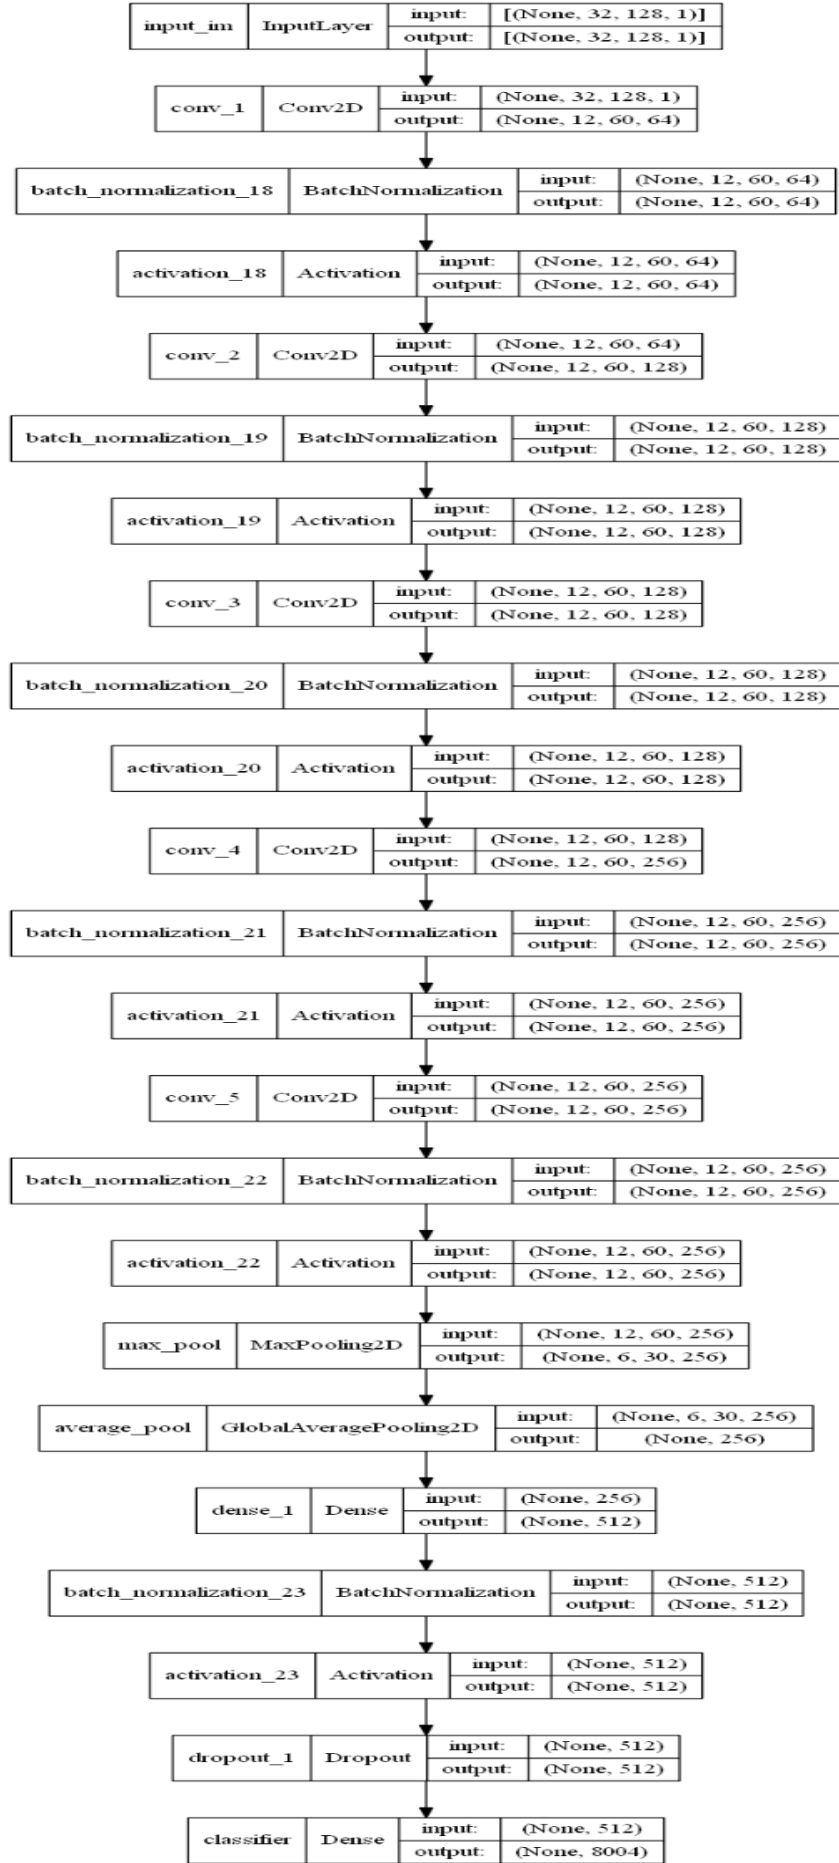 input_im InputLayer input: [(None, 32, 128, 1)]
output: [(None, 32, 128, 1)]
conv_1 Conv2D input: (None, 32, 128, 1)
output: (None, 12, 60, 64)
batch_normalization_18 BatchNormalization input: (None, 12, 60, 64)
output: (None, 12, 60, 64)
activation_18 Activation input: (None, 12, 60, 64)
output: (None, 12, 60, 64)
conv_2 Conv2D input: (None, 12, 60, 64)
output: (None, 12, 60, 128)
batch_normalization_19 BatchNormalization input: (None, 12, 60, 128)
output: (None, 12, 60, 128)
activation_19 Activation input: (None, 12, 60, 128)
output: (None, 12, 60, 128)
conv_3 Conv2D input: (None, 12, 60, 128)
output: (None, 12, 60, 128)
batch_normalization_20 BatchNormalization input: (None, 12, 60, 128)
output: (None, 12, 60, 128)
activation_20 Activation input: (None, 12, 60, 128)
output: (None, 12, 60, 128)
conv_4 Conv2D input: (None, 12, 60, 128)
output: (None, 12, 60, 256)
batch_normalization_21 BatchNormalization input: (None, 12, 60, 256)
output: (None, 12, 60, 256)
activation_21 Activation input: (None, 12, 60, 256)
output: (None, 12, 60, 256)
conv_5 Conv2D input: (None, 12, 60, 256)
output: (None, 12, 60, 256)
batch_normalization_22 BatchNormalization input: (None, 12, 60, 256)
output: (None, 12, 60, 256)
activation_22 Activation input: (None, 12, 60, 256)
output: (None, 12, 60, 256)
max_pool MaxPooling2D input: (None, 12, 60, 256)
output: (None, 6, 30, 256)
average_pool GlobalAveragePooling2D input: (None, 6, 30, 256)
output: (None, 256)
dense_1 Dense input: (None, 256)
output: (None, 512)
batch_normalization_23 BatchNormalization input: (None, 512)
output: (None, 512)
activation_23 Activation input: (None, 512)
output: (None, 512)
dropout_1 Dropout input: (None, 512)
output: (None, 512)
classifier Dense input: (None, 512)
output: (None, 8004)